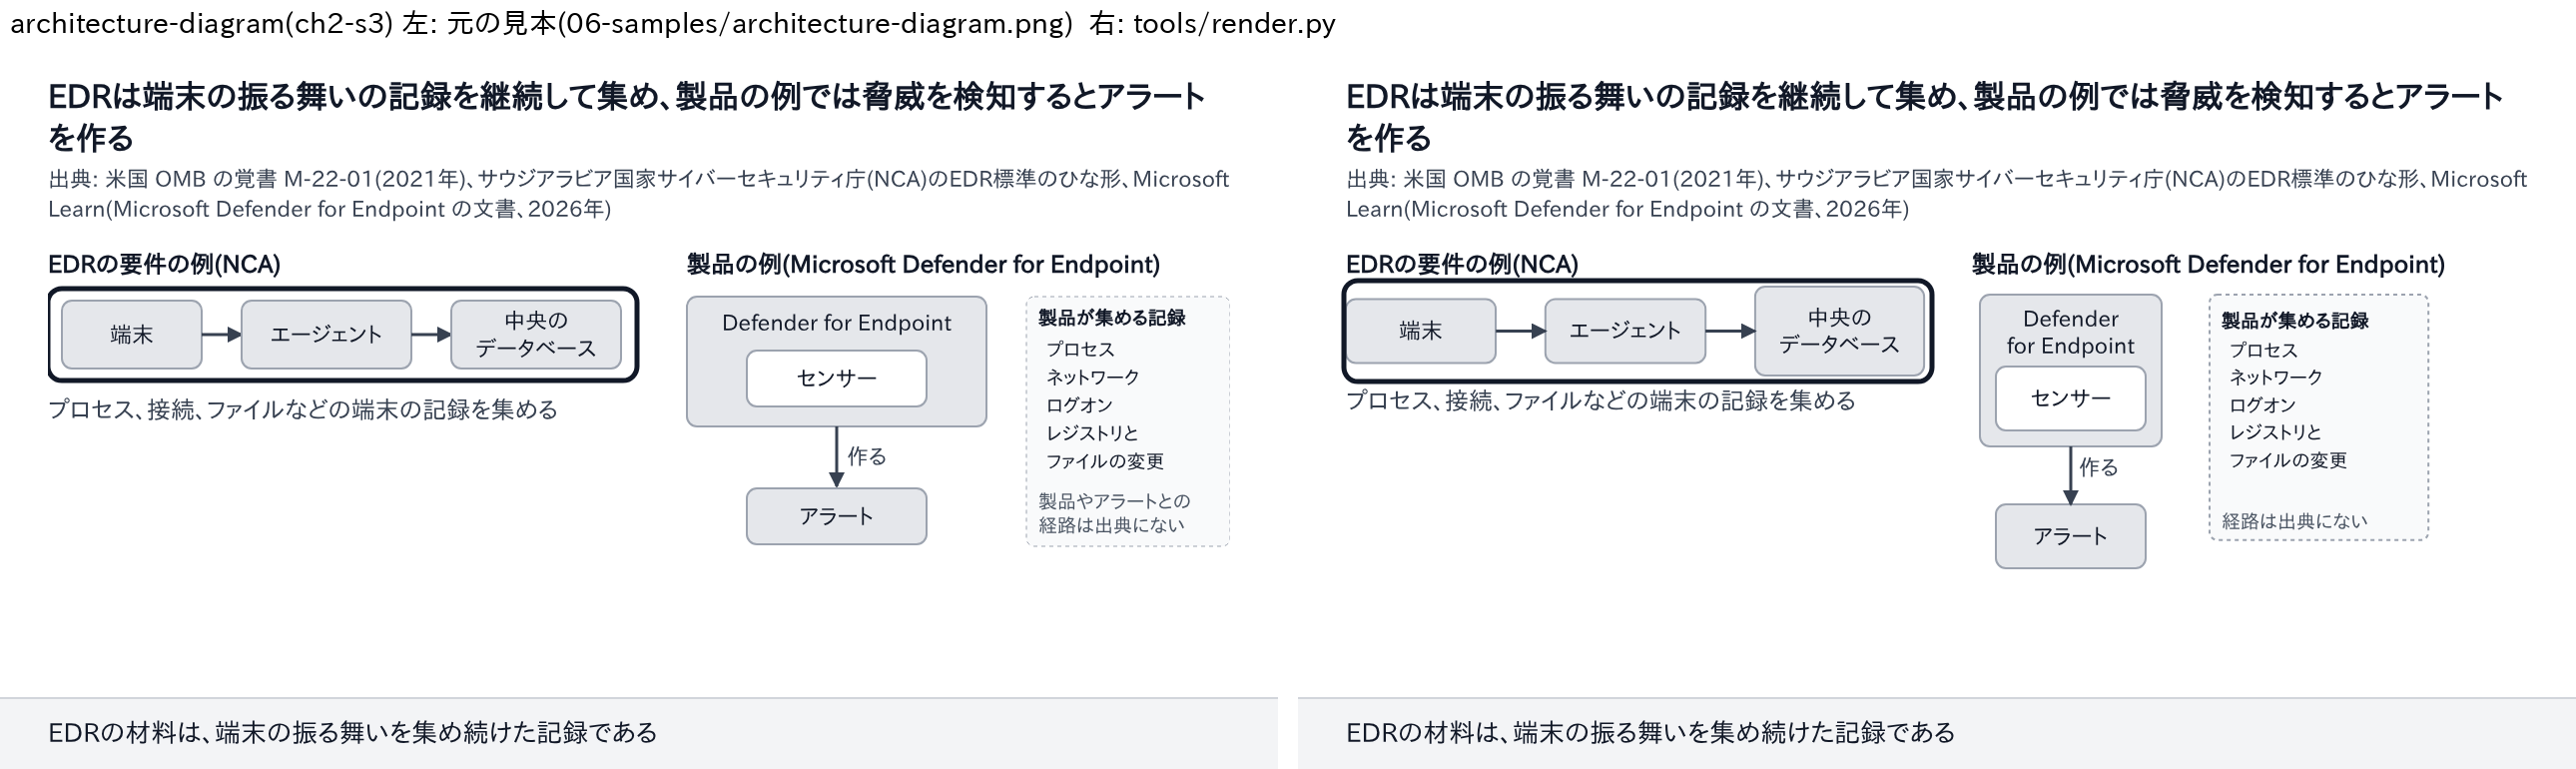 architecture-diagram(ch2-s3) 左: 元の見本(06-samples/architecture-diagram.png)  右: tools/render.py
EDRは端末の振る舞いの記録を継続して集め、製品の例では脅威を検知するとアラート
を作る
出典: 米国 OMB の覚書 M-22-01(2021年)、サウジアラビア国家サイバーセキュリティ庁(NCA)のEDR標準のひな形、Microsoft
Learn(Microsoft Defender for Endpoint の文書、2026年)
EDRの要件の例(NCA)
端末
エージェント
中央の
データベース
プロセス、接続、ファイルなどの端末の記録を集める
製品の例(Microsoft Defender for Endpoint)
Defender for Endpoint
センサー
作る
アラート
製品が集める記録
プロセス
ネットワーク
ログオン
レジストリと
ファイルの変更
製品やアラートとの
経路は出典にない
EDRの材料は、端末の振る舞いを集め続けた記録である
EDRは端末の振る舞いの記録を継続して集め、製品の例では脅威を検知するとアラート
を作る
出典: 米国 OMB の覚書 M-22-01(2021年)、サウジアラビア国家サイバーセキュリティ庁(NCA)のEDR標準のひな形、Microsoft
Learn(Microsoft Defender for Endpoint の文書、2026年)
EDRの要件の例(NCA)
端末
エージェント
中央の
データベース
プロセス、接続、ファイルなどの端末の記録を集める
製品の例(Microsoft Defender for Endpoint)
Defender
for Endpoint
センサー
作る
アラート
製品が集める記録
プロセス
ネットワーク
ログオン
レジストリと
ファイルの変更
経路は出典にない
EDRの材料は、端末の振る舞いを集め続けた記録である